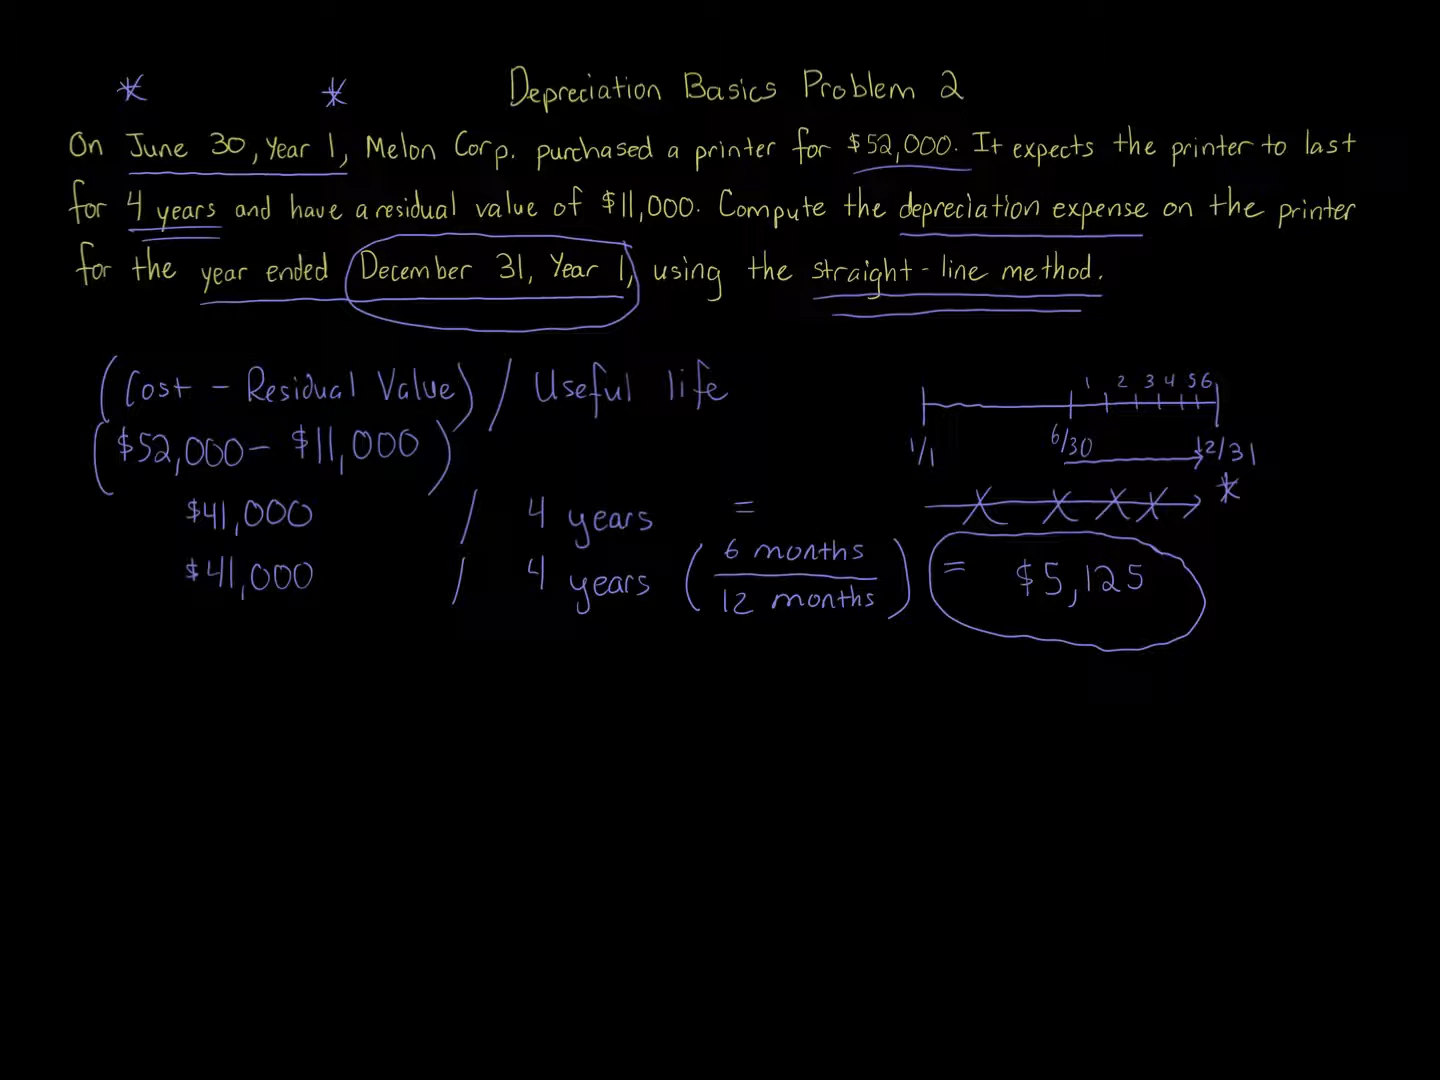 * *
Depreciation Basics Problem 2
On June 30, Year 1, Melon Corp. purchased a printer for $52,000. It expects the printer to last
for 4 years and have a residual value of $11,000. Compute the depreciation expense on the printer
for the year ended December 31, Year 1, using the straight-line method.
(Cost - Residual Value) / Useful life
($52,000 - $11,000)
$41,000 / 4 years =
$41,000 / 4 years (6 months / 12 months) = $5,125
1 2 3 4 5 6
1/1 6/30 12/31
*